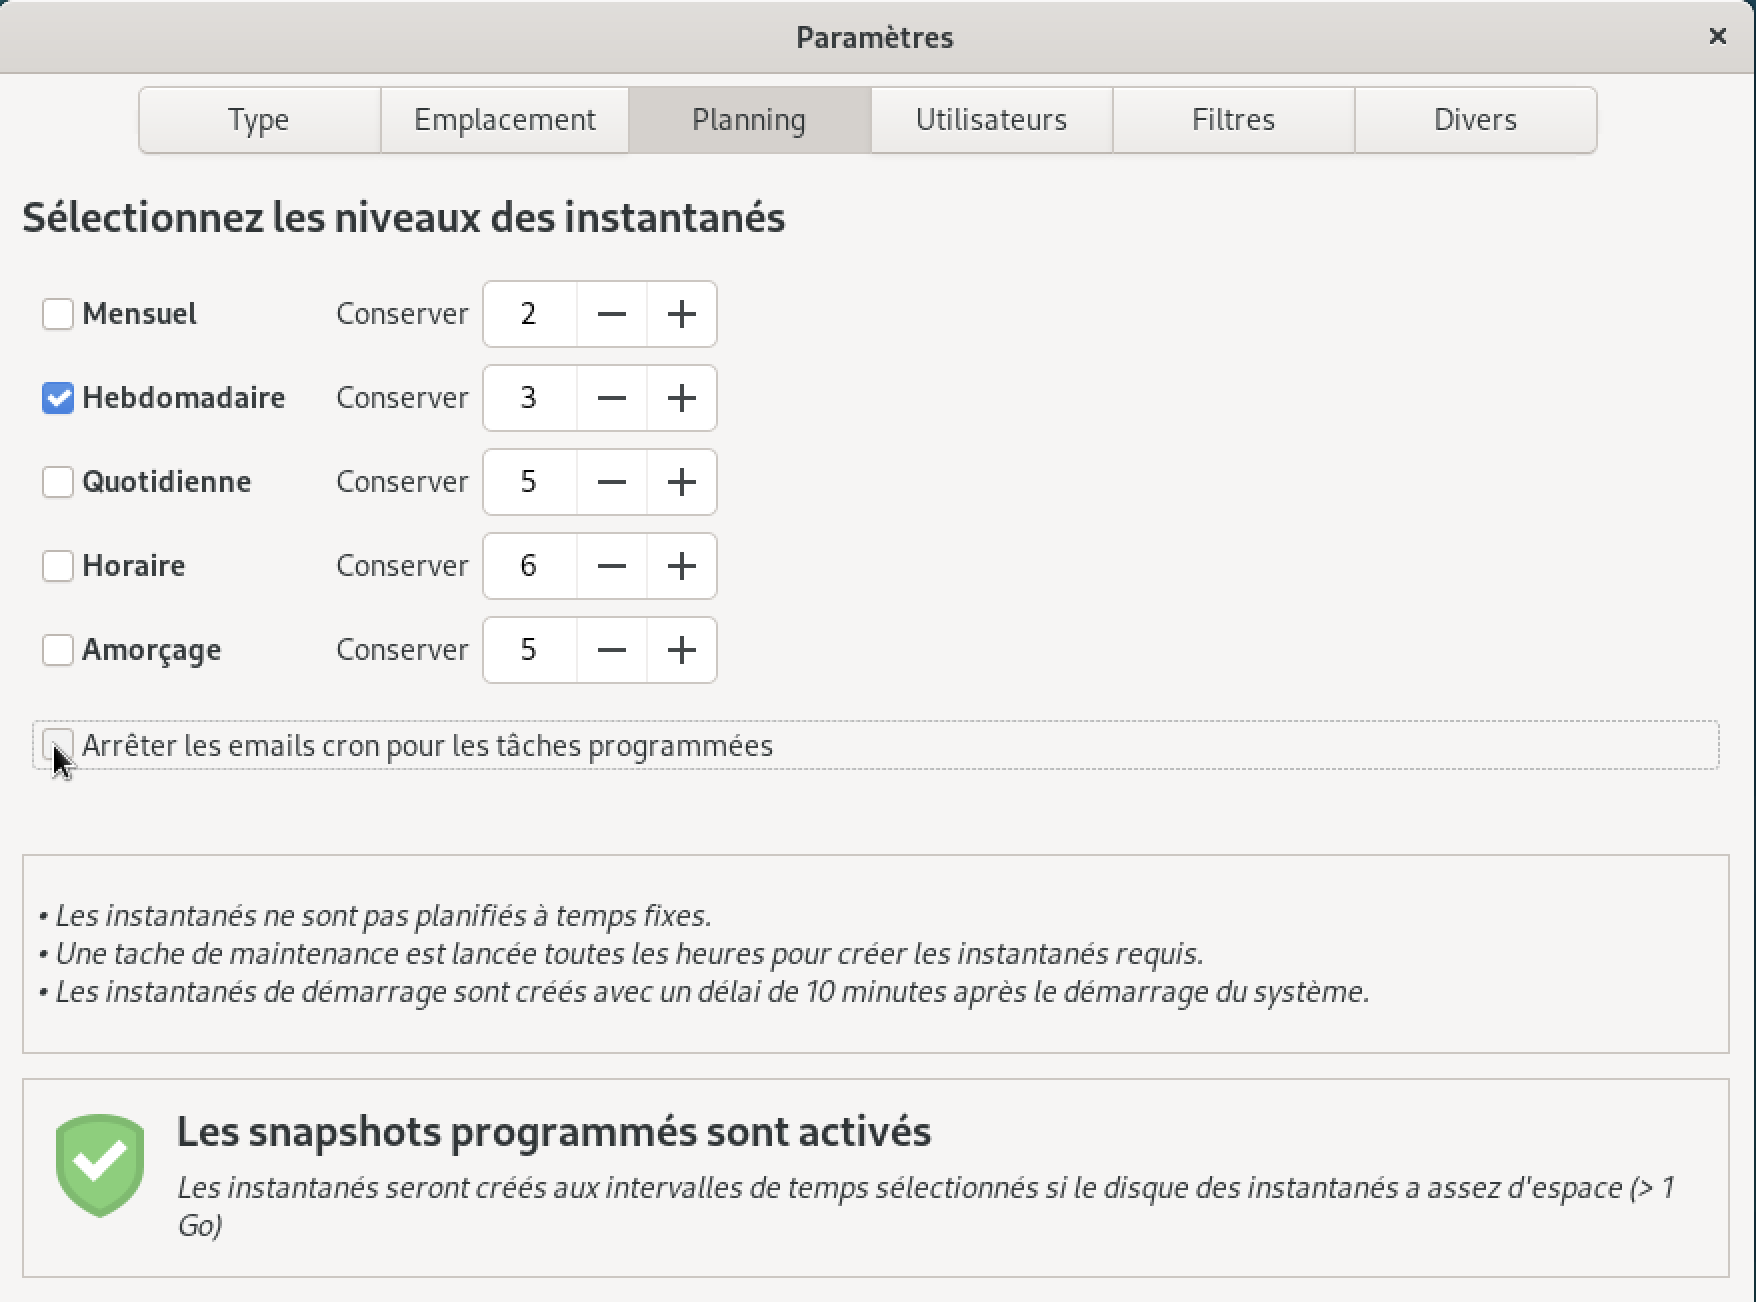 Paramètres
Type Emplacement Planning Utilisateurs Filtres Divers
Sélectionnez les niveaux des instantanés
Mensuel Conserver 2 — +
Hebdomadaire Conserver 3 — +
Quotidienne Conserver 5 — +
Horaire Conserver 6 — +
Amorçage Conserver 5 — +
Arrêter les emails cron pour les tâches programmées
• Les instantanés ne sont pas planifiés à temps fixes.
• Une tache de maintenance est lancée toutes les heures pour créer les instantanés requis.
• Les instantanés de démarrage sont créés avec un délai de 10 minutes après le démarrage du système.
Les snapshots programmés sont activés
Les instantanés seront créés aux intervalles de temps sélectionnés si le disque des instantanés a assez d'espace (> 1
Go)